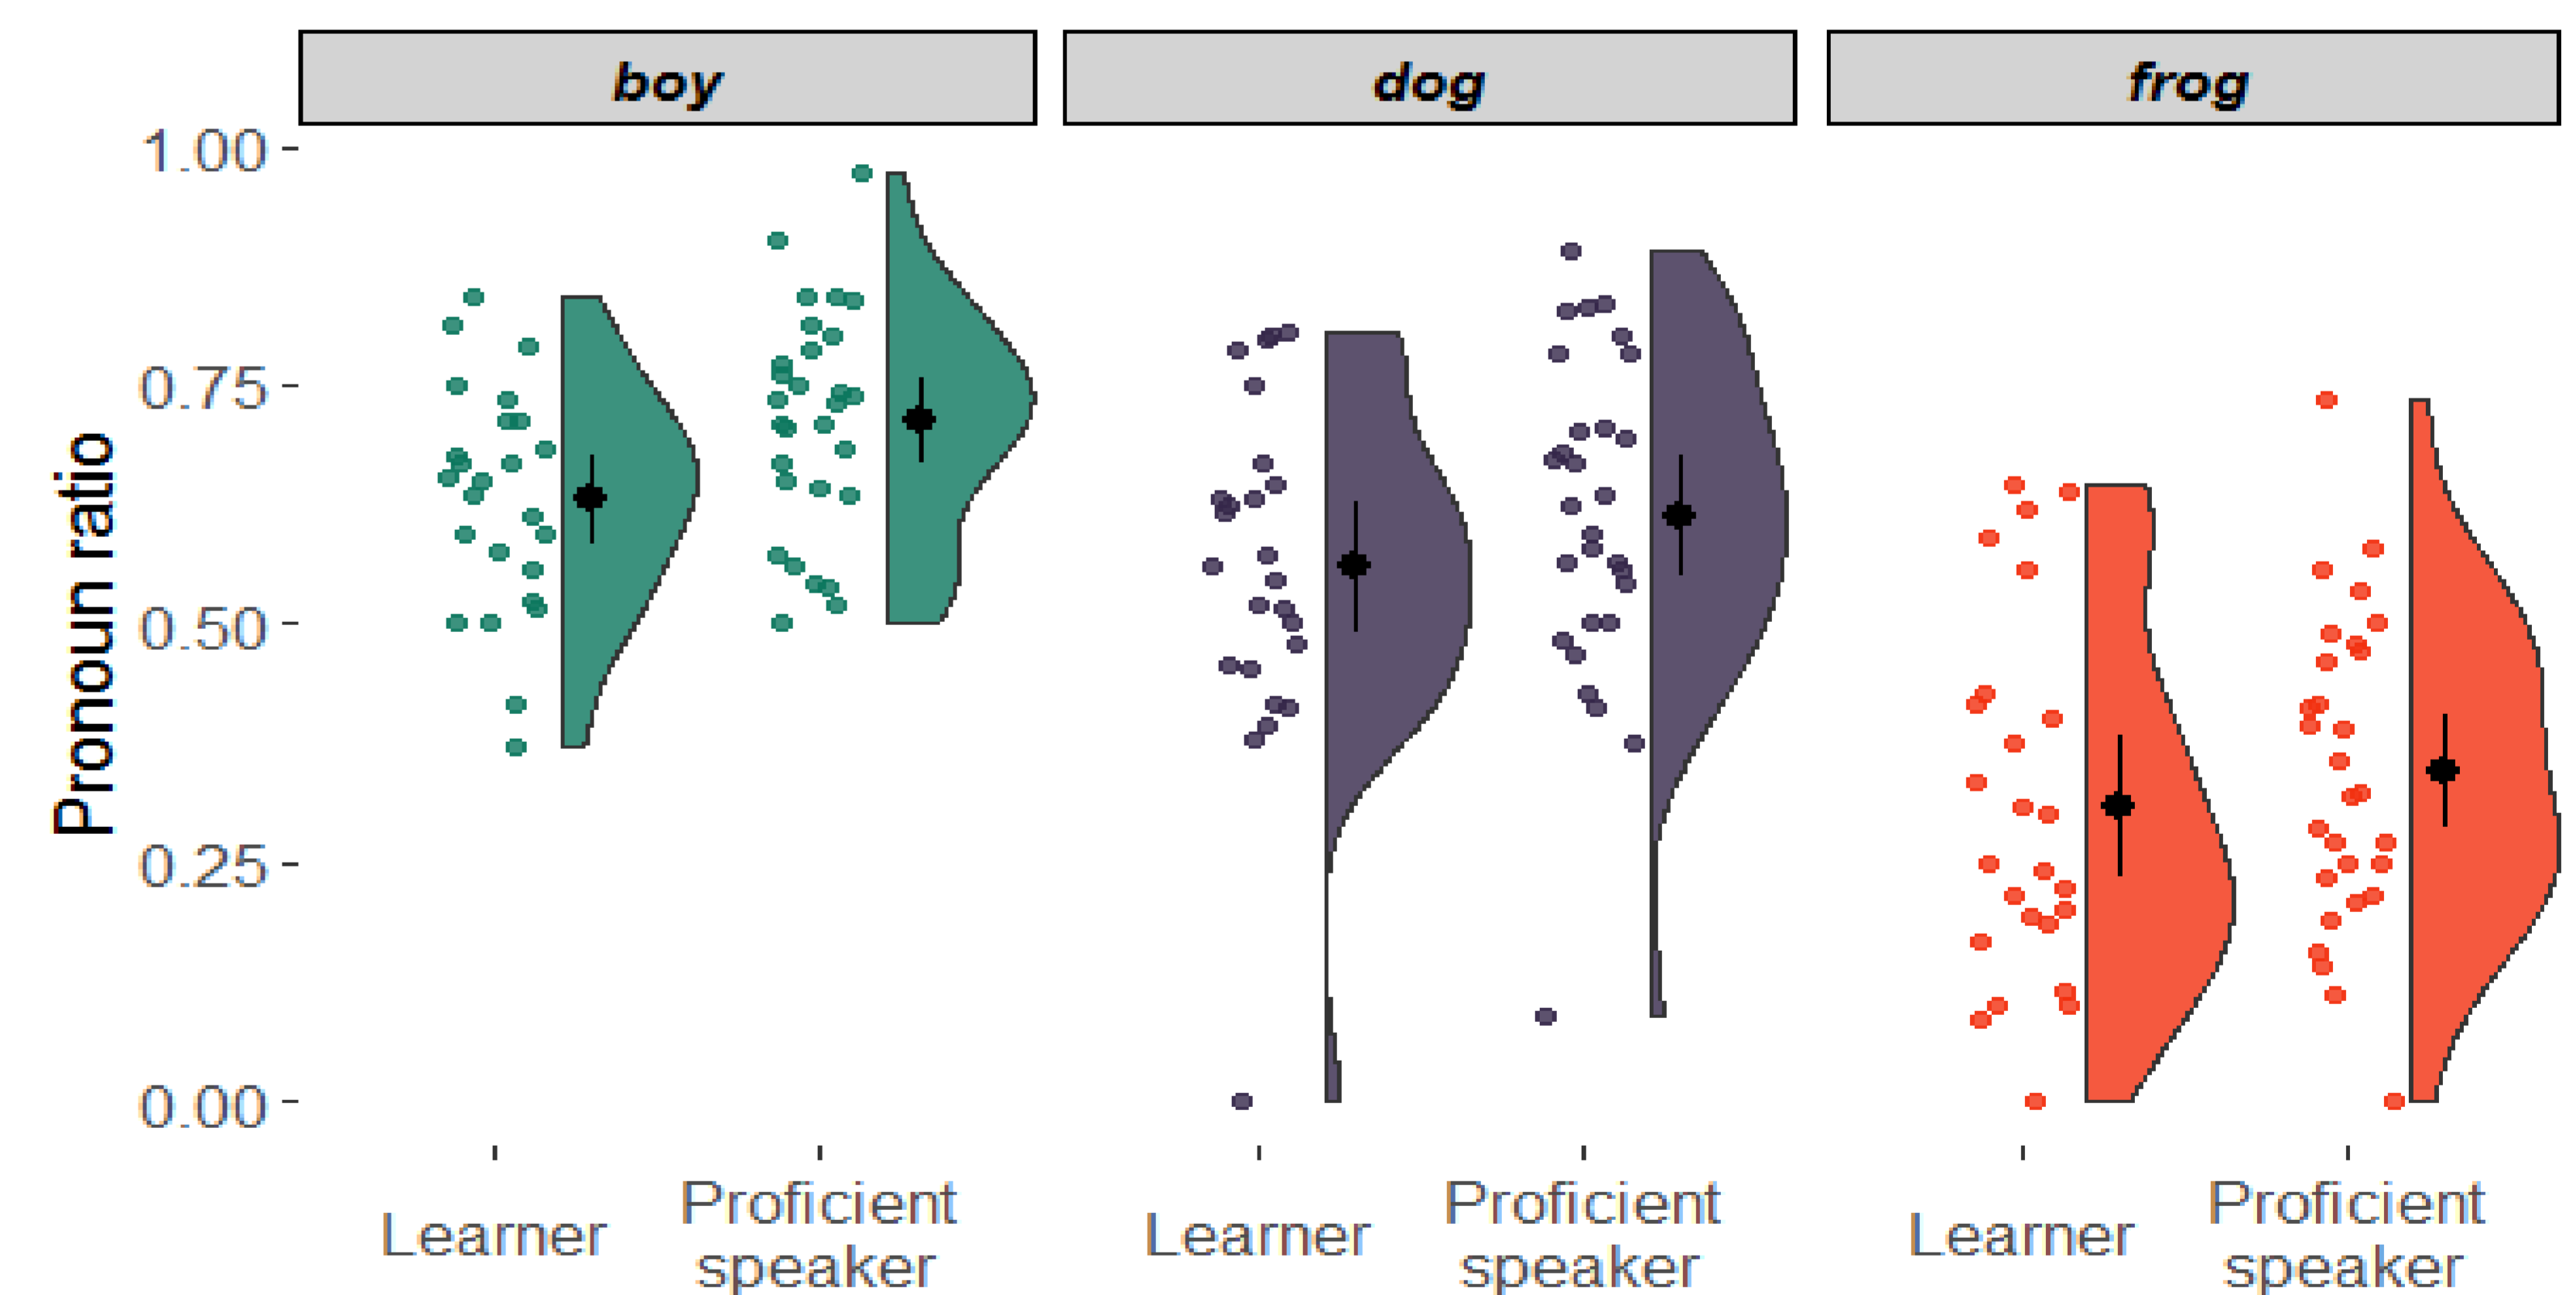 boy
dog
frog
Pronoun ratio
1.00
0.75
0.50
0.25
0.00
Learner
Proficient
speaker
Learner
Proficient
speaker
Learner
Proficient
speaker